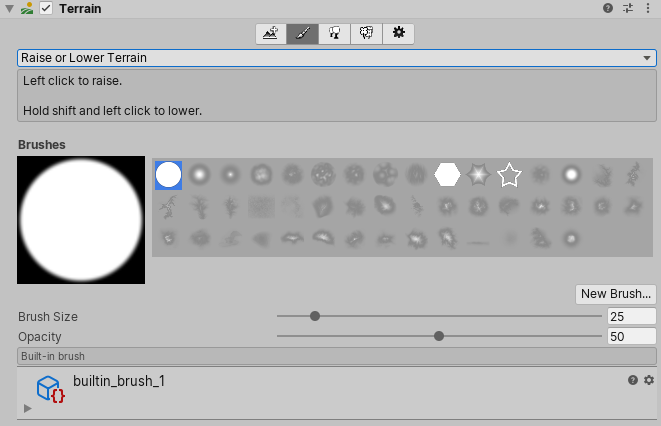 Terrain
Raise or Lower Terrain
Left click to raise.
Hold shift and left click to lower.
Brushes
New Brush...
Brush Size 25
Opacity 50
Built-in brush
builtin_brush_1